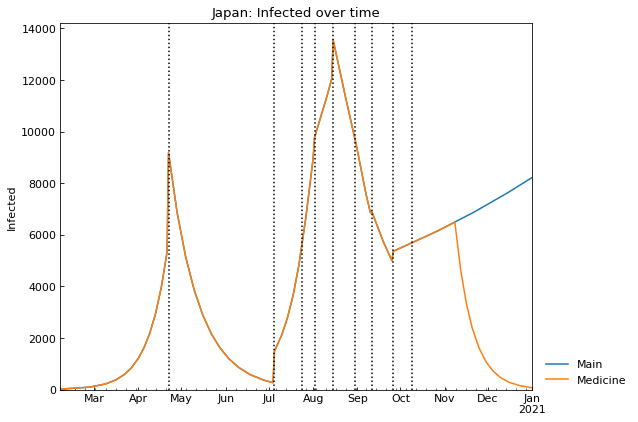 Japan: Infected over time
14000
12000
10000
8000
6000
4000
2000
0
Infected
Mar Apr May Jun Jul Aug Sep Oct Nov Dec Jan
2021
Main
Medicine